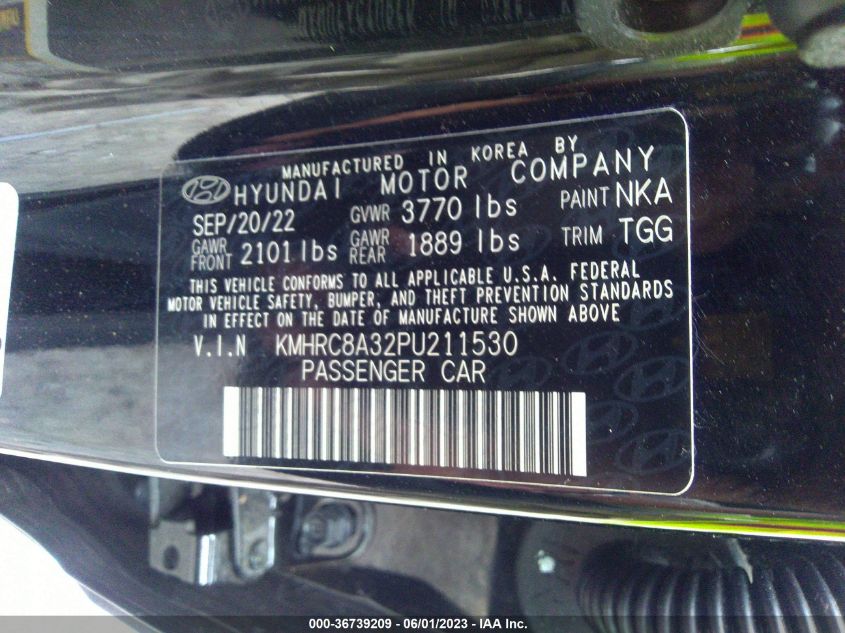 MANUFACTURED IN KOREA BY
HYUNDAI MOTOR COMPANY
SEP/20/22 GVWR 3770 lbs PAINT NKA
GAWR FRONT 2101 lbs GAWR REAR 1889 lbs TRIM TGG
THIS VEHICLE CONFORMS TO ALL APPLICABLE U.S.A. FEDERAL
MOTOR VEHICLE SAFETY, BUMPER, AND THEFT PREVENTION STANDARDS
IN EFFECT ON THE DATE OF MANUFACTURE SHOWN ABOVE
V.I.N KMHRC8A32PU211530
PASSENGER CAR
000-36739209 - 06/01/2023 - IAA Inc.